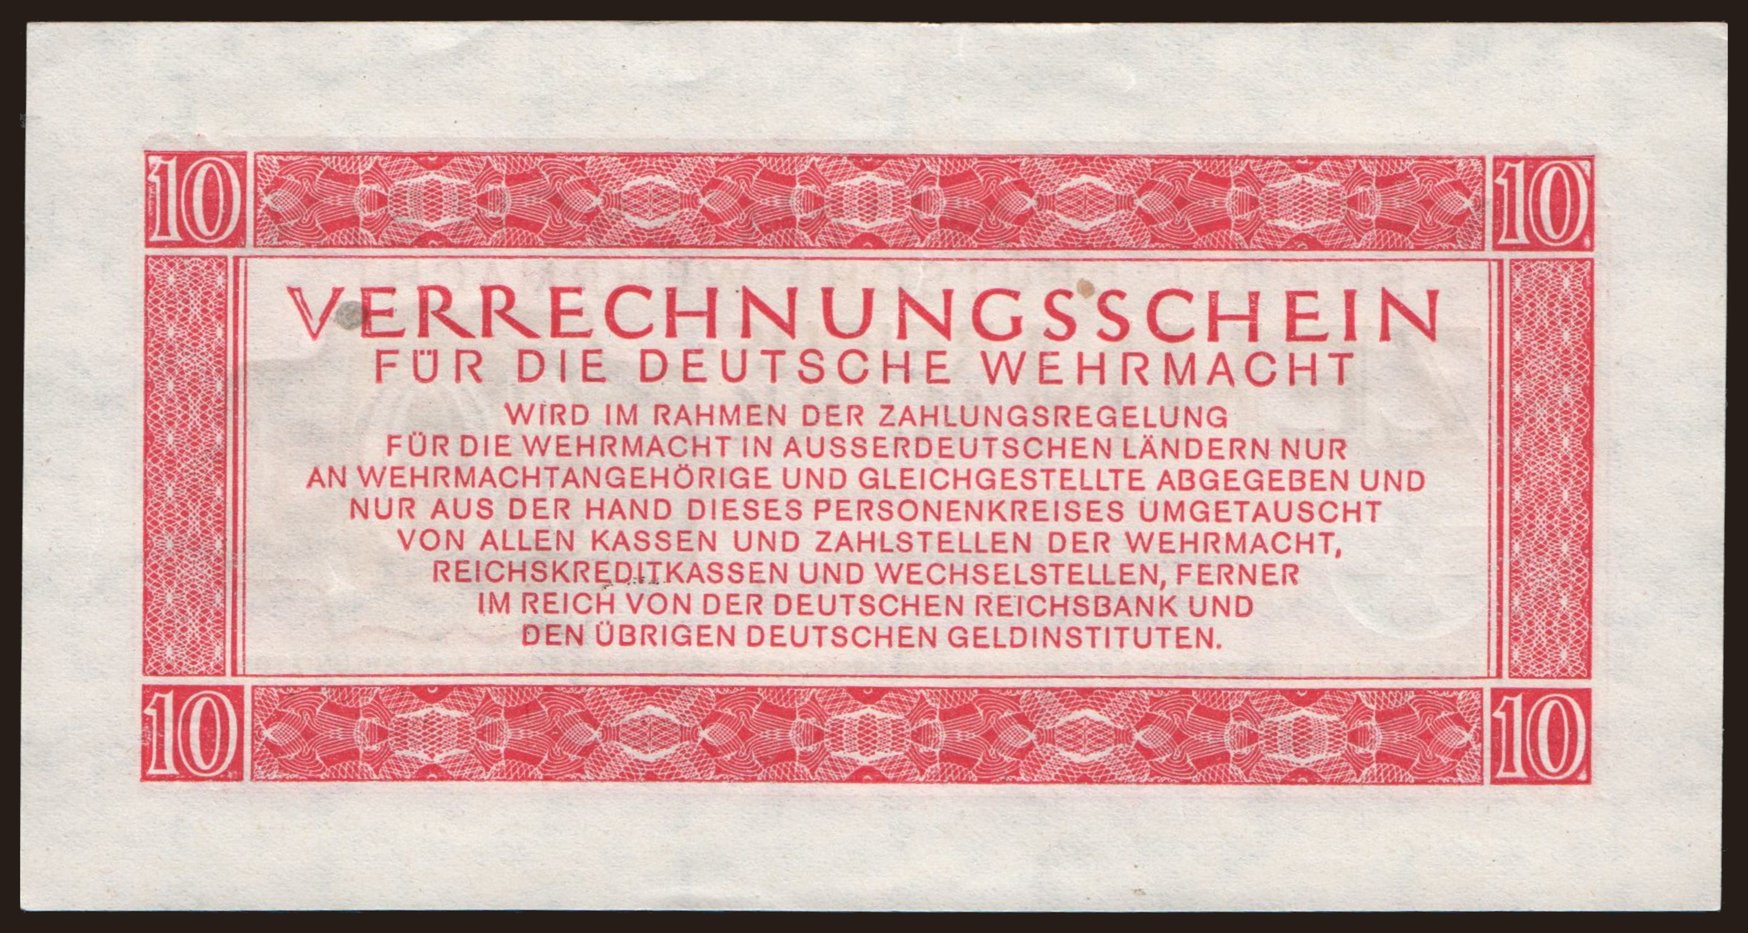 10 10
VERRECHNUNGSSCHEIN
FÜR DIE DEUTSCHE WEHRMACHT
WIRD IM RAHMEN DER ZAHLUNGSREGELUNG
FÜR DIE WEHRMACHT IN AUSSERDEUTSCHEN LÄNDERN NUR
AN WEHRMACHTANGEHÖRIGE UND GLEICHGESTELLTE ABGEGEBEN UND
NUR AUS DER HAND DIESES PERSONENKREISES UMGETAUSCHT
VON ALLEN KASSEN UND ZAHLSTELLEN DER WEHRMACHT,
REICHSKREDITKASSEN UND WECHSELSTELLEN, FERNER
IM REICH VON DER DEUTSCHEN REICHSBANK UND
DEN ÜBRIGEN DEUTSCHEN GELDINSTITUTEN.
10 10